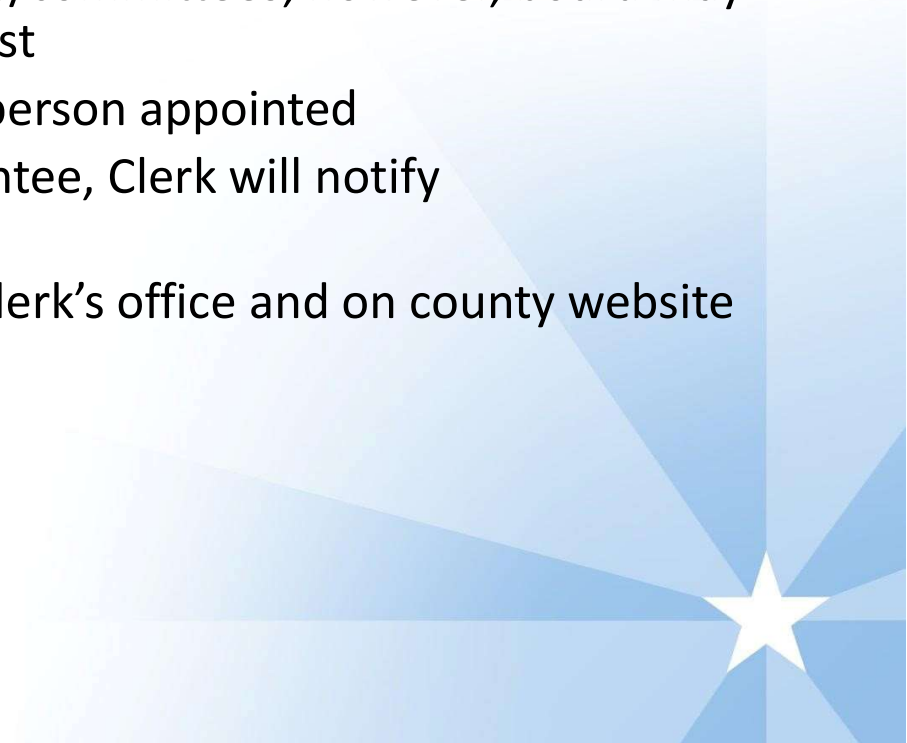 st
person appointed
ntee, Clerk will notify
lerk’s office and on county website